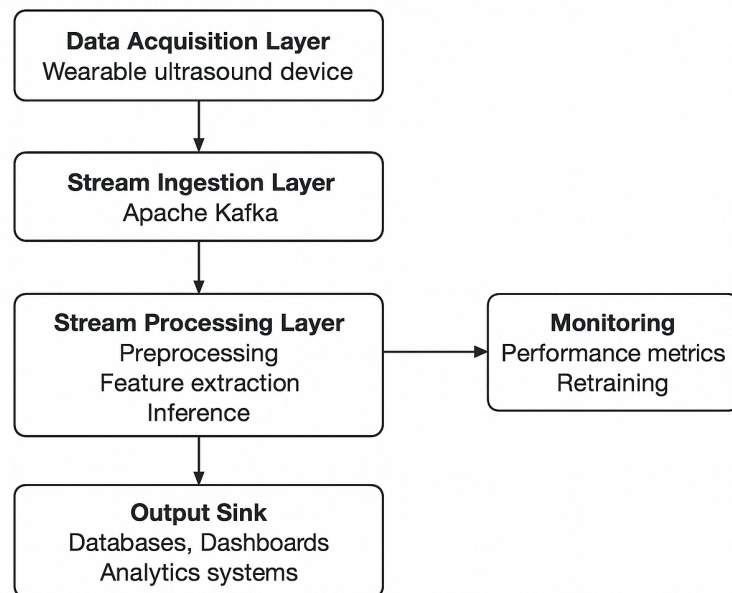 Data Acquisition Layer
Wearable ultrasound device
Stream Ingestion Layer
Apache Kafka
Stream Processing Layer
Preprocessing
Feature extraction
Inference
Monitoring
Performance metrics
Retraining
Output Sink
Databases, Dashboards
Analytics systems